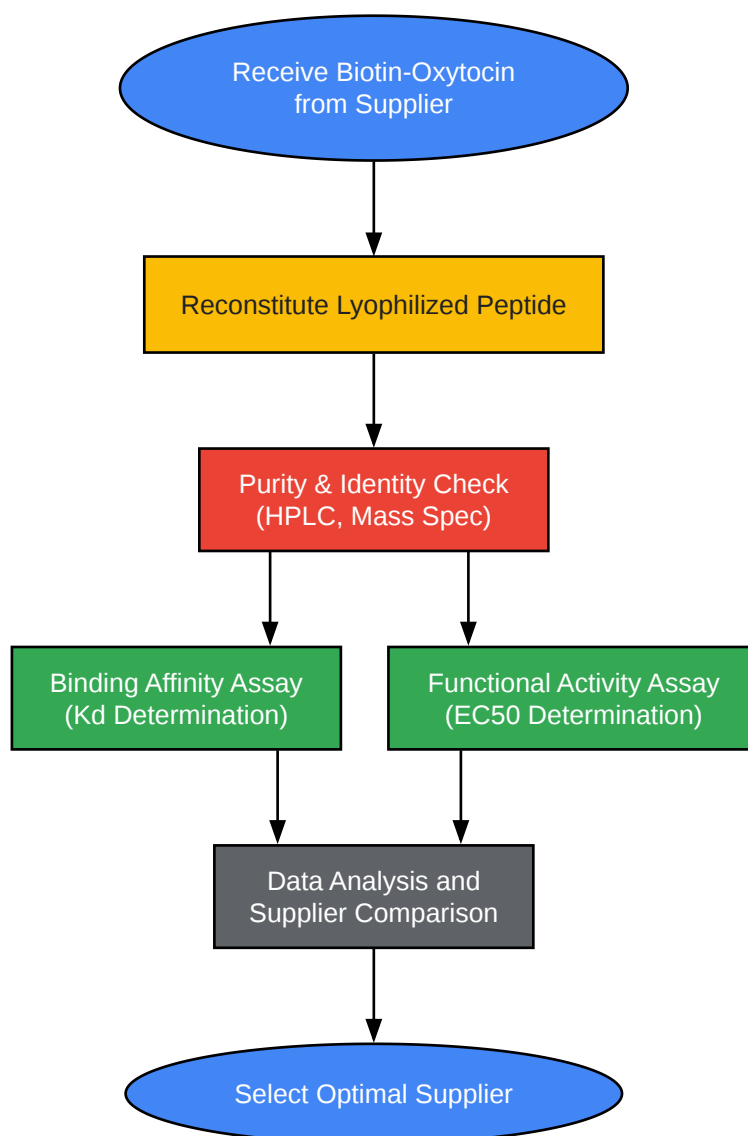 Receive Biotin-Oxytocin
from Supplier
Reconstitute Lyophilized Peptide
Purity & Identity Check
(HPLC, Mass Spec)
Binding Affinity Assay
(Kd Determination)
Functional Activity Assay
(EC50 Determination)
Data Analysis and
Supplier Comparison
Select Optimal Supplier